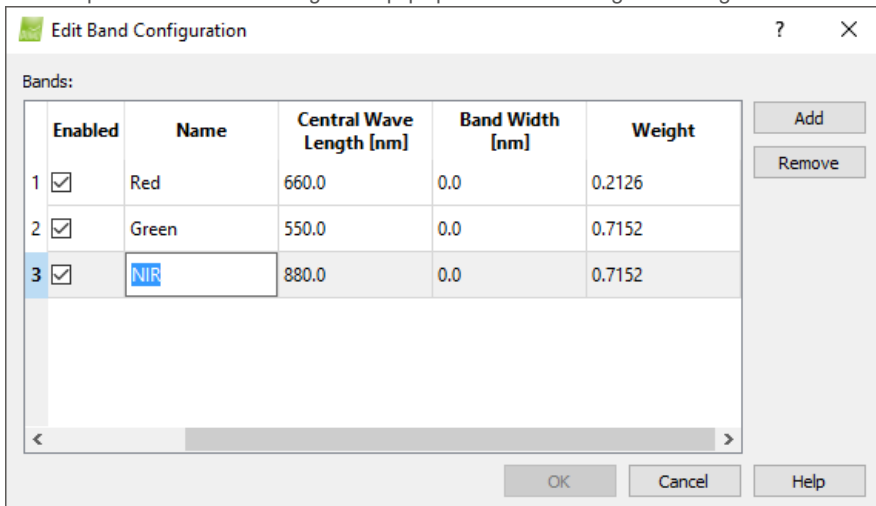 Edit Band Configuration ? ×
Bands:
Enabled Name Central Wave Length [nm] Band Width [nm] Weight
1 Red 660.0 0.0 0.2126
2 Green 550.0 0.0 0.7152
3 NIR 880.0 0.0 0.7152
Add
Remove
OK Cancel Help